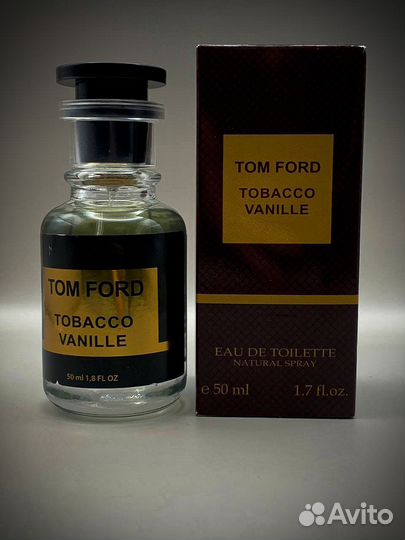 TOM FORD
TOBACCO
VANILLE
50 ml 1,8 FL OZ
TOM FORD
TOBACCO
VANILLE
EAU DE TOILETTE
NATURAL SPRAY
e 50 ml 1.7 fl.oz.
Avito